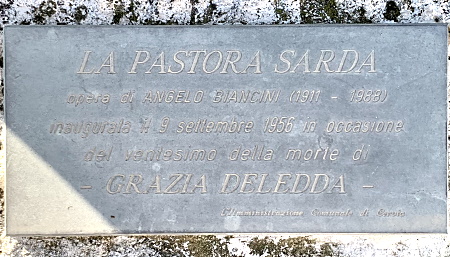 LA PASTORA SARDA
opera di ANGELO BIANCINI (1911 - 1988)
inaugurata il 9 settembre 1956 in occasione
del ventesimo della morte di
- GRAZIA DELEDDA -
L'Amministrazione Comunale di Cervia